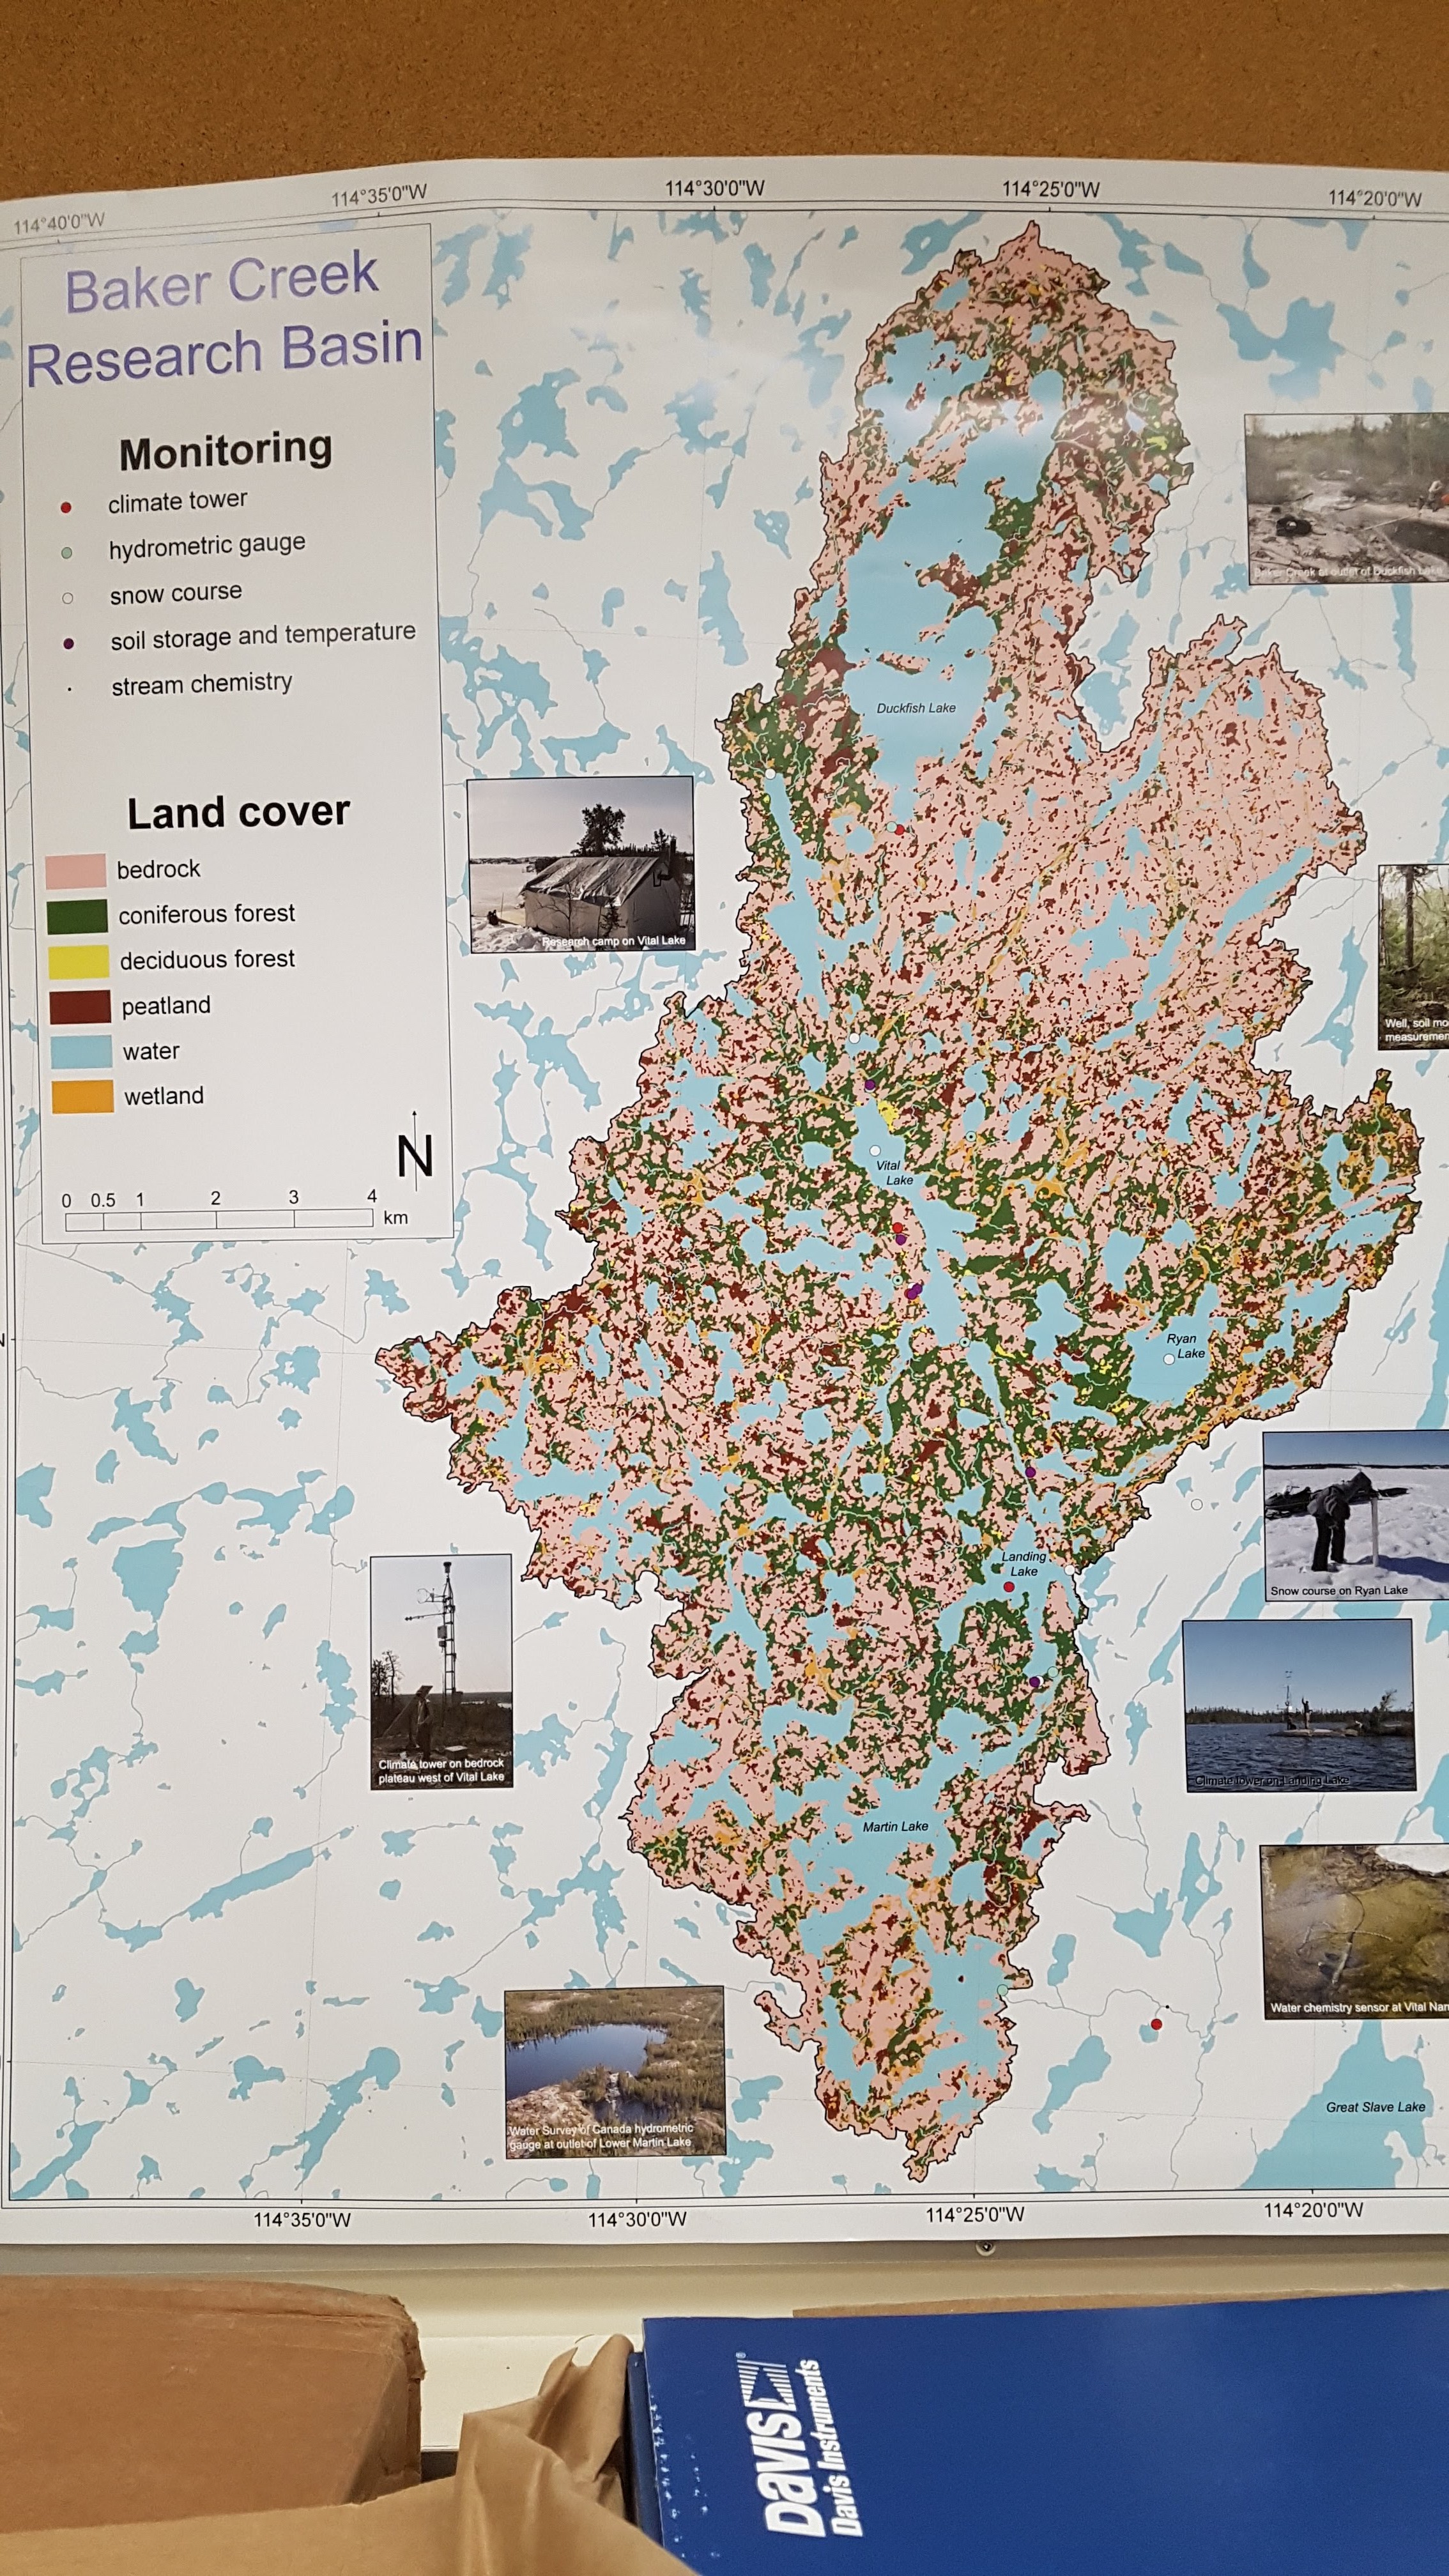 114°40'0"W
114°35'0"W
114°30'0"W
114°25'0"W
114°20'0"W
Baker Creek
Research Basin
Monitoring
climate tower
hydrometric gauge
snow course
soil storage and temperature
stream chemistry
Land cover
bedrock
coniferous forest
deciduous forest
peatland
water
wetland
N
0 0.5 1 2 3 4
km
Baker Creek at outlet of Duckfish Lake
Duckfish Lake
Research camp on Vital Lake
Well, soil mo
measuremen
Vital
Lake
Ryan
Lake
Snow course on Ryan Lake
Landing
Lake
Climate tower on bedrock
plateau west of Vital Lake
Climate tower on Landing Lake
Martin Lake
Water chemistry sensor at Vital Nar
Water Survey of Canada hydrometric
gauge at outlet of Lower Martin Lake
Great Slave Lake
114°35'0"W
114°30'0"W
114°25'0"W
114°20'0"W
DAVIS®
Davis Instruments